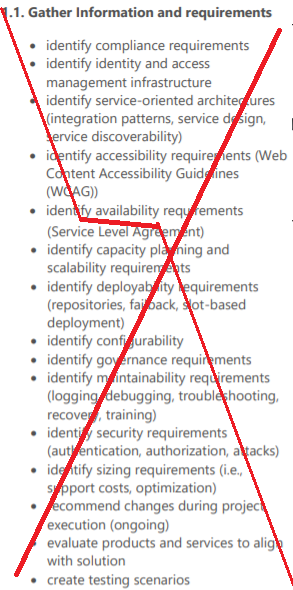 1.1. Gather Information and requirements
• identify compliance requirements
• identify identity and access
management infrastructure
• identify service-oriented architectures
(integration patterns, service design,
service discoverability)
• identify accessibility requirements (Web
Content Accessibility Guidelines
(WCAG))
• identify availability requirements
(Service Level Agreement)
• identify capacity planning and
scalability requirements
• identify deployability requirements
(repositories, failback, slot-based
deployment)
• identify configurability
• identify governance requirements
• identify maintainability requirements
(logging, debugging, troubleshooting,
recovery, training)
• identify security requirements
(authentication, authorization, attacks)
• identify sizing requirements (i.e.,
support costs, optimization)
• recommend changes during project
execution (ongoing)
• evaluate products and services to align
with solution
• create testing scenarios